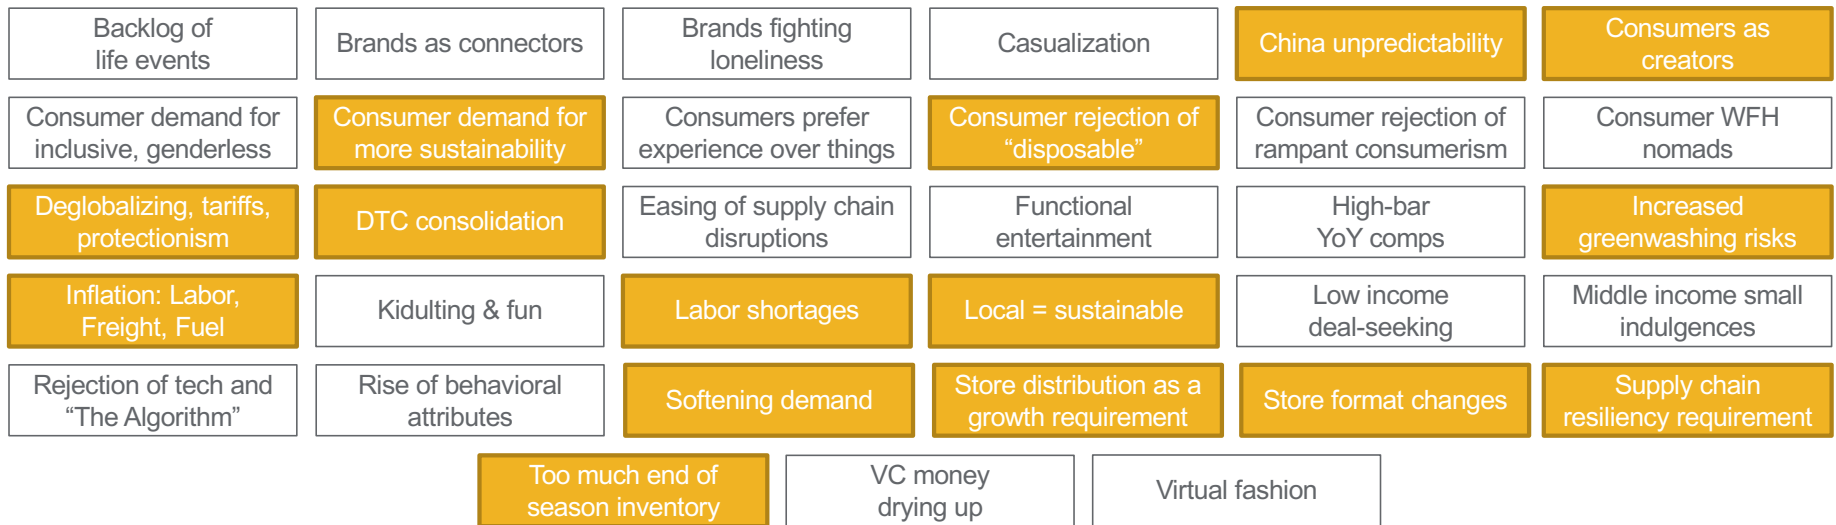 Backlog of
life events
Brands as connectors
Brands fighting
loneliness
Casualization
China unpredictability
Consumers as
creators
Consumer demand for
inclusive, genderless
Consumer demand for
more sustainability
Consumers prefer
experience over things
Consumer rejection of
“disposable”
Consumer rejection of
rampant consumerism
Consumer WFH
nomads
Deglobalizing, tariffs,
protectionism
DTC consolidation
Easing of supply chain
disruptions
Functional
entertainment
High-bar
YoY comps
Increased
greenwashing risks
Inflation: Labor,
Freight, Fuel
Kidulting & fun
Labor shortages
Local = sustainable
Low income
deal-seeking
Middle income small
indulgences
Rejection of tech and
“The Algorithm”
Rise of behavioral
attributes
Softening demand
Store distribution as a
growth requirement
Store format changes
Supply chain
resiliency requirement
Too much end of
season inventory
VC money
drying up
Virtual fashion